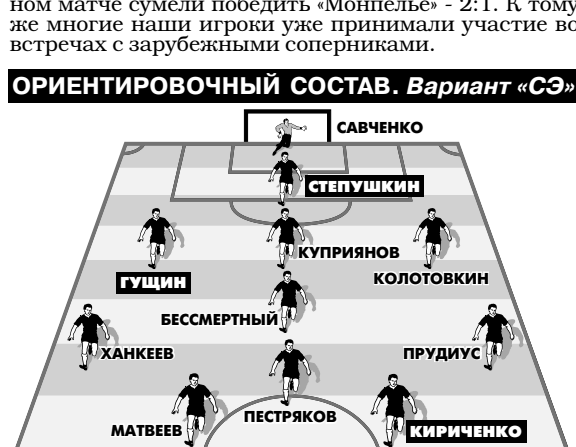 ном матче сумели победить «Монпелье» - 2:1. К тому
же многие наши игроки уже принимали участие во
встречах с зарубежными соперниками.
ОРИЕНТИРОВОЧНЫЙ СОСТАВ. Вариант «СЭ»
САВЧЕНКО
СТЕПУШКИН
КУПРИЯНОВ
ГУЩИН
КОЛОТОВКИН
БЕССМЕРТНЫЙ
ХАНКЕЕВ
ПРУДИУС
ПЕСТРЯКОВ
МАТВЕЕВ
КИРИЧЕНКО